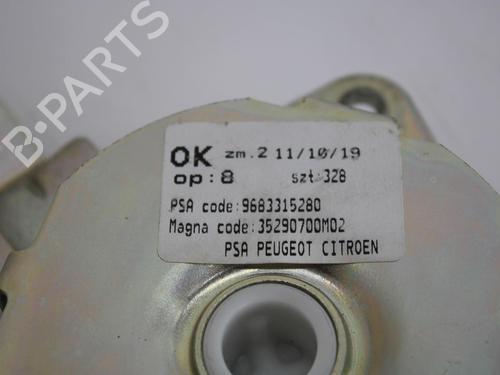 B-PARTS
OK zm.2 11/10/19
op:8 szt:328
PSA code:9683315280
Magna code:35290700M02
PSA PEUGEOT CITROEN